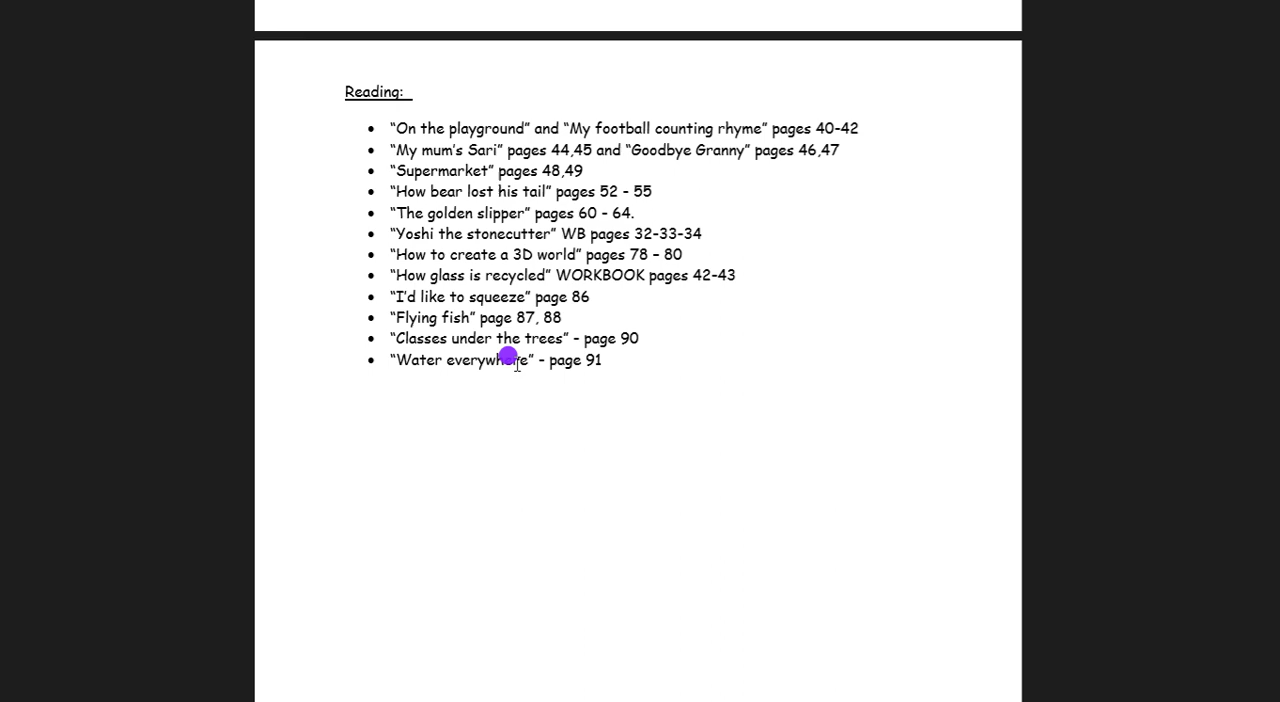 Reading:
• “On the playground” and “My football counting rhyme” pages 40-42
• “My mum’s Sari” pages 44,45 and “Goodbye Granny” pages 46,47
• “Supermarket” pages 48,49
• “How bear lost his tail” pages 52 - 55
• “The golden slipper” pages 60 - 64.
• “Yoshi the stonecutter” WB pages 32-33-34
• “How to create a 3D world” pages 78 – 80
• “How glass is recycled” WORKBOOK pages 42-43
• “I’d like to squeeze” page 86
• “Flying fish” page 87, 88
• “Classes under the trees” - page 90
• “Water everywhere” - page 91